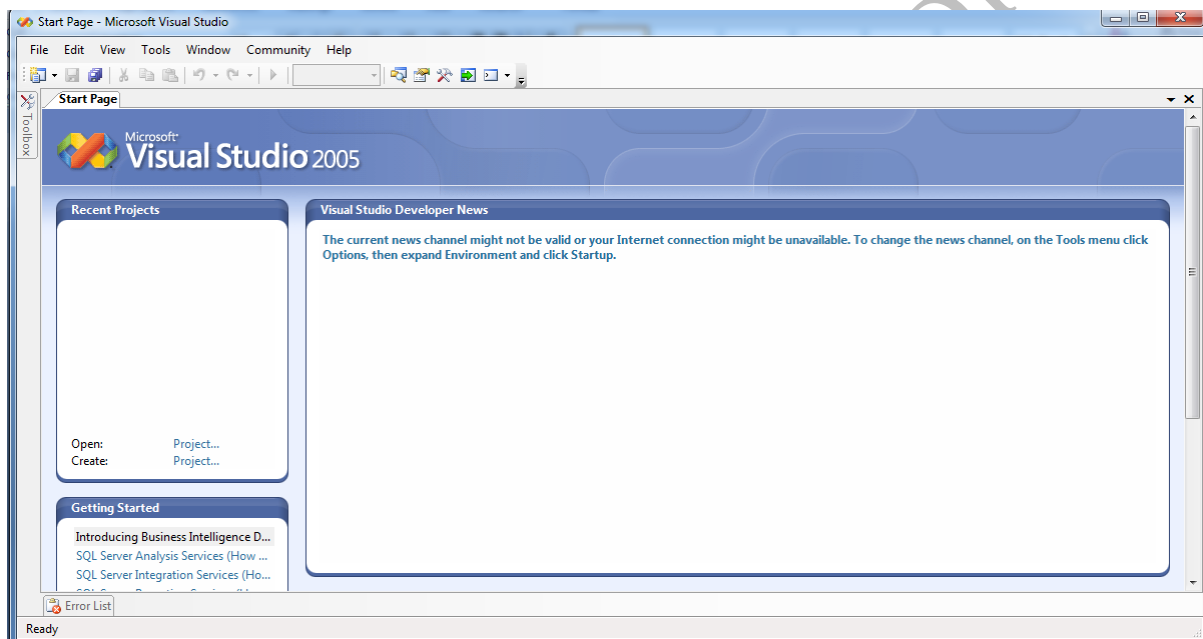 Start Page - Microsoft Visual Studio
File Edit View Tools Window Community Help
Toolbox
Start Page
Microsoft
Visual Studio 2005
Recent Projects
Open: Project...
Create: Project...
Getting Started
Introducing Business Intelligence D...
SQL Server Analysis Services (How ...
SQL Server Integration Services (Ho...
Visual Studio Developer News
The current news channel might not be valid or your Internet connection might be unavailable. To change the news channel, on the Tools menu click
Options, then expand Environment and click Startup.
Error List
Ready